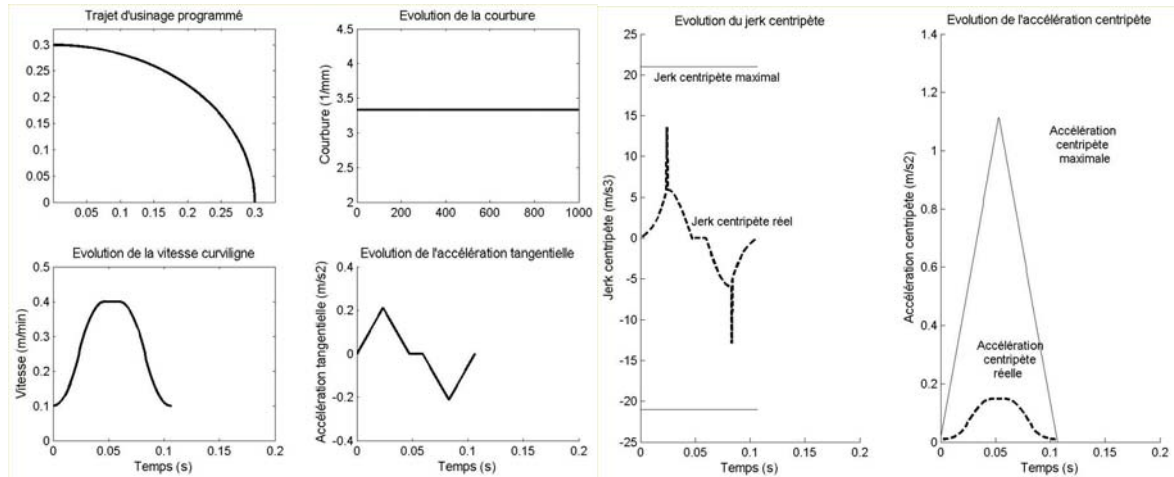 Trajet d'usinage programmé
0.3
0.25
0.2
0.15
0.1
0.05
0
0.05 0.1 0.15 0.2 0.25 0.3
Evolution de la courbure
Courbure (1/mm)
4.5
4
3.5
3
2.5
2
0 200 400 600 800 1000
Evolution de la vitesse curviligne
Vitesse (m/min)
0.5
0.4
0.3
0.2
0.1
0
0 0.05 0.1 0.15 0.2
Temps (s)
Evolution de l'accélération tangentielle
Accélération tangentielle (m/s2)
0.4
0.2
0
-0.2
-0.4
0 0.05 0.1 0.15 0.2
Temps (s)
Evolution du jerk centripète
Jerk centripète (m/s3)
25
20
15
10
5
0
-5
-10
-15
-20
-25
Jerk centripète maximal
Jerk centripète réel
0 0.05 0.1 0.15 0.2
Temps (s)
Evolution de l'accélération centripète
Accélération centripète (m/s2)
1.4
1.2
1
0.8
0.6
0.4
0.2
0
Accélération
centripète
maximale
Accélération
centripète
réelle
0 0.05 0.1 0.15 0.2
Temps (s)